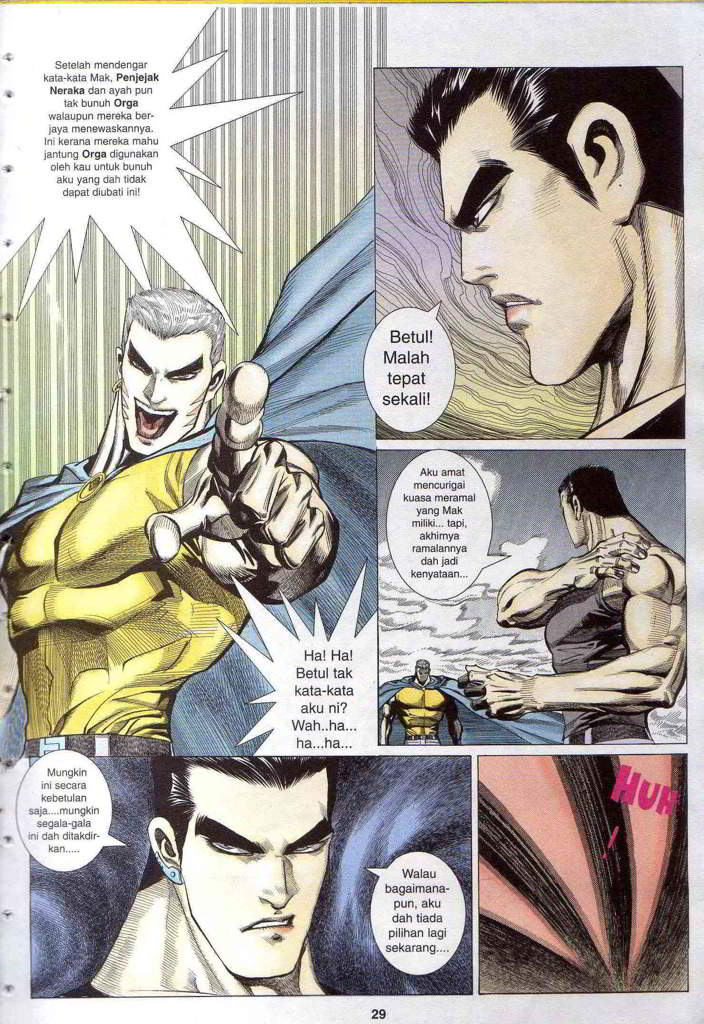 Setelah mendengar
kata-kata Mak, Penjejak
Neraka dan ayah pun
tak bunuh Orga
walaupun mereka ber-
jaya menewaskannya.
Ini kerana mereka mahu
jantung Orga digunakan
oleh kau untuk bunuh
aku yang dah tidak
dapat diubati ini!
Ha! Ha!
Betul tak
kata-kata
aku ni?
Wah..ha...
ha...ha...
Betul!
Malah
tepat
sekali!
Aku amat
mencurigai
kuasa meramal
yang Mak
miliki... tapi,
akhirnya
ramalannya
dah jadi
kenyataan...
Mungkin
ini secara
kebetulan
saja....mungkin
segala-gala
ini dah ditakdir-
kan.....
Walau
bagaimana-
pun, aku
dah tiada
pilihan lagi
sekarang....
HUH
!
29